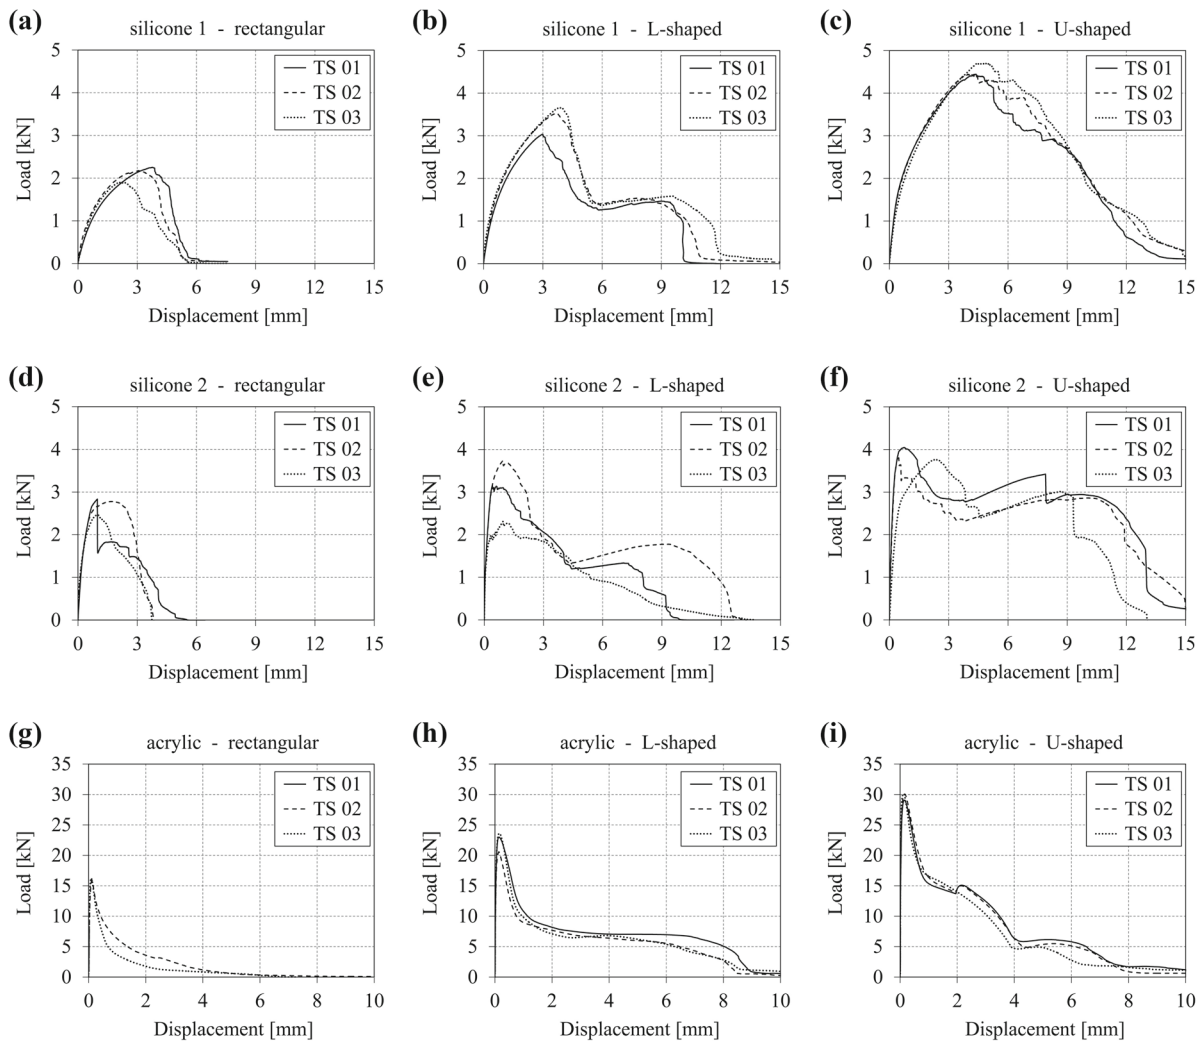 (a) silicone 1 - rectangular
5
4
3
2
1
0
Load [kN]
TS 01
TS 02
TS 03
0 3 6 9 12 15
Displacement [mm]
(b) silicone 1 - L-shaped
5
4
3
2
1
0
Load [kN]
TS 01
TS 02
TS 03
0 3 6 9 12 15
Displacement [mm]
(c) silicone 1 - U-shaped
5
4
3
2
1
0
Load [kN]
TS 01
TS 02
TS 03
0 3 6 9 12 15
Displacement [mm]
(d) silicone 2 - rectangular
5
4
3
2
1
0
Load [kN]
TS 01
TS 02
TS 03
0 3 6 9 12 15
Displacement [mm]
(e) silicone 2 - L-shaped
5
4
3
2
1
0
Load [kN]
TS 01
TS 02
TS 03
0 3 6 9 12 15
Displacement [mm]
(f) silicone 2 - U-shaped
5
4
3
2
1
0
Load [kN]
TS 01
TS 02
TS 03
0 3 6 9 12 15
Displacement [mm]
(g) acrylic - rectangular
35
30
25
20
15
10
5
0
Load [kN]
TS 01
TS 02
TS 03
0 2 4 6 8 10
Displacement [mm]
(h) acrylic - L-shaped
35
30
25
20
15
10
5
0
Load [kN]
TS 01
TS 02
TS 03
0 2 4 6 8 10
Displacement [mm]
(i) acrylic - U-shaped
35
30
25
20
15
10
5
0
Load [kN]
TS 01
TS 02
TS 03
0 2 4 6 8 10
Displacement [mm]